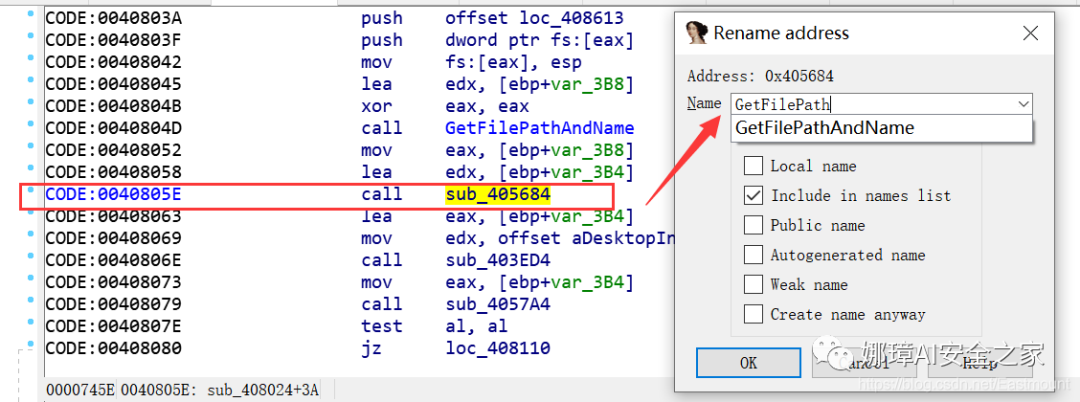 CODE:0040803A push offset loc_408613
CODE:0040803F push dword ptr fs:[eax]
CODE:00408042 mov fs:[eax], esp
CODE:00408045 lea edx, [ebp+var_3B8]
CODE:0040804B xor eax, eax
CODE:0040804D call GetFilePathAndName
CODE:00408052 mov eax, [ebp+var_3B8]
CODE:00408058 lea edx, [ebp+var_3B4]
CODE:0040805E call sub_405684
CODE:00408063 lea eax, [ebp+var_3B4]
CODE:00408069 mov edx, offset aDesktopIn
CODE:0040806E call sub_403ED4
CODE:00408073 mov eax, [ebp+var_3B4]
CODE:00408079 call sub_4057A4
CODE:0040807E test al, al
CODE:00408080 jz loc_408110
0000745E 0040805E: sub_408024+3A
Rename address
Address: 0x405684
Name GetFilePath
GetFilePathAndName
Local name
Include in names list
Public name
Autogenerated name
Weak name
Create name anyway
OK Cancel Help
娜璋AI安全之家
https://blog.csdn.net/Eastmount